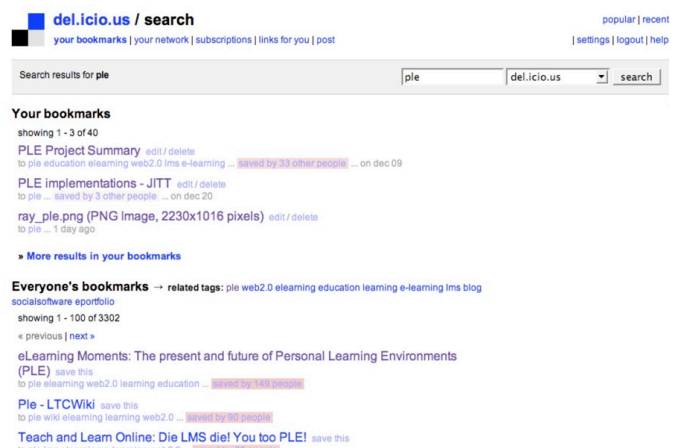 del.icio.us / search
popular | recent
your bookmarks | your network | subscriptions | links for you | post
| settings | logout | help
Search results for ple
ple
del.icio.us
search
Your bookmarks
showing 1 - 3 of 40
PLE Project Summary edit / delete
to ple education elearning web2.0 lms e-learning ... saved by 33 other people ... on dec 09
PLE implementations - JITT edit / delete
to ple ... saved by 3 other people ... on dec 20
ray_ple.png (PNG Image, 2230x1016 pixels) edit / delete
to ple ... 1 day ago
» More results in your bookmarks
Everyone's bookmarks → related tags: ple web2.0 elearning education learning e-learning lms blog
socialsoftware eportfolio
showing 1 - 100 of 3302
« previous | next »
eLearning Moments: The present and future of Personal Learning Environments
(PLE) save this
to ple elearning web2.0 learning education ... saved by 149 people
Ple - LTCWiki save this
to ple wiki elearning learning web2.0 ... saved by 90 people
Teach and Learn Online: Die LMS die! You too PLE! save this